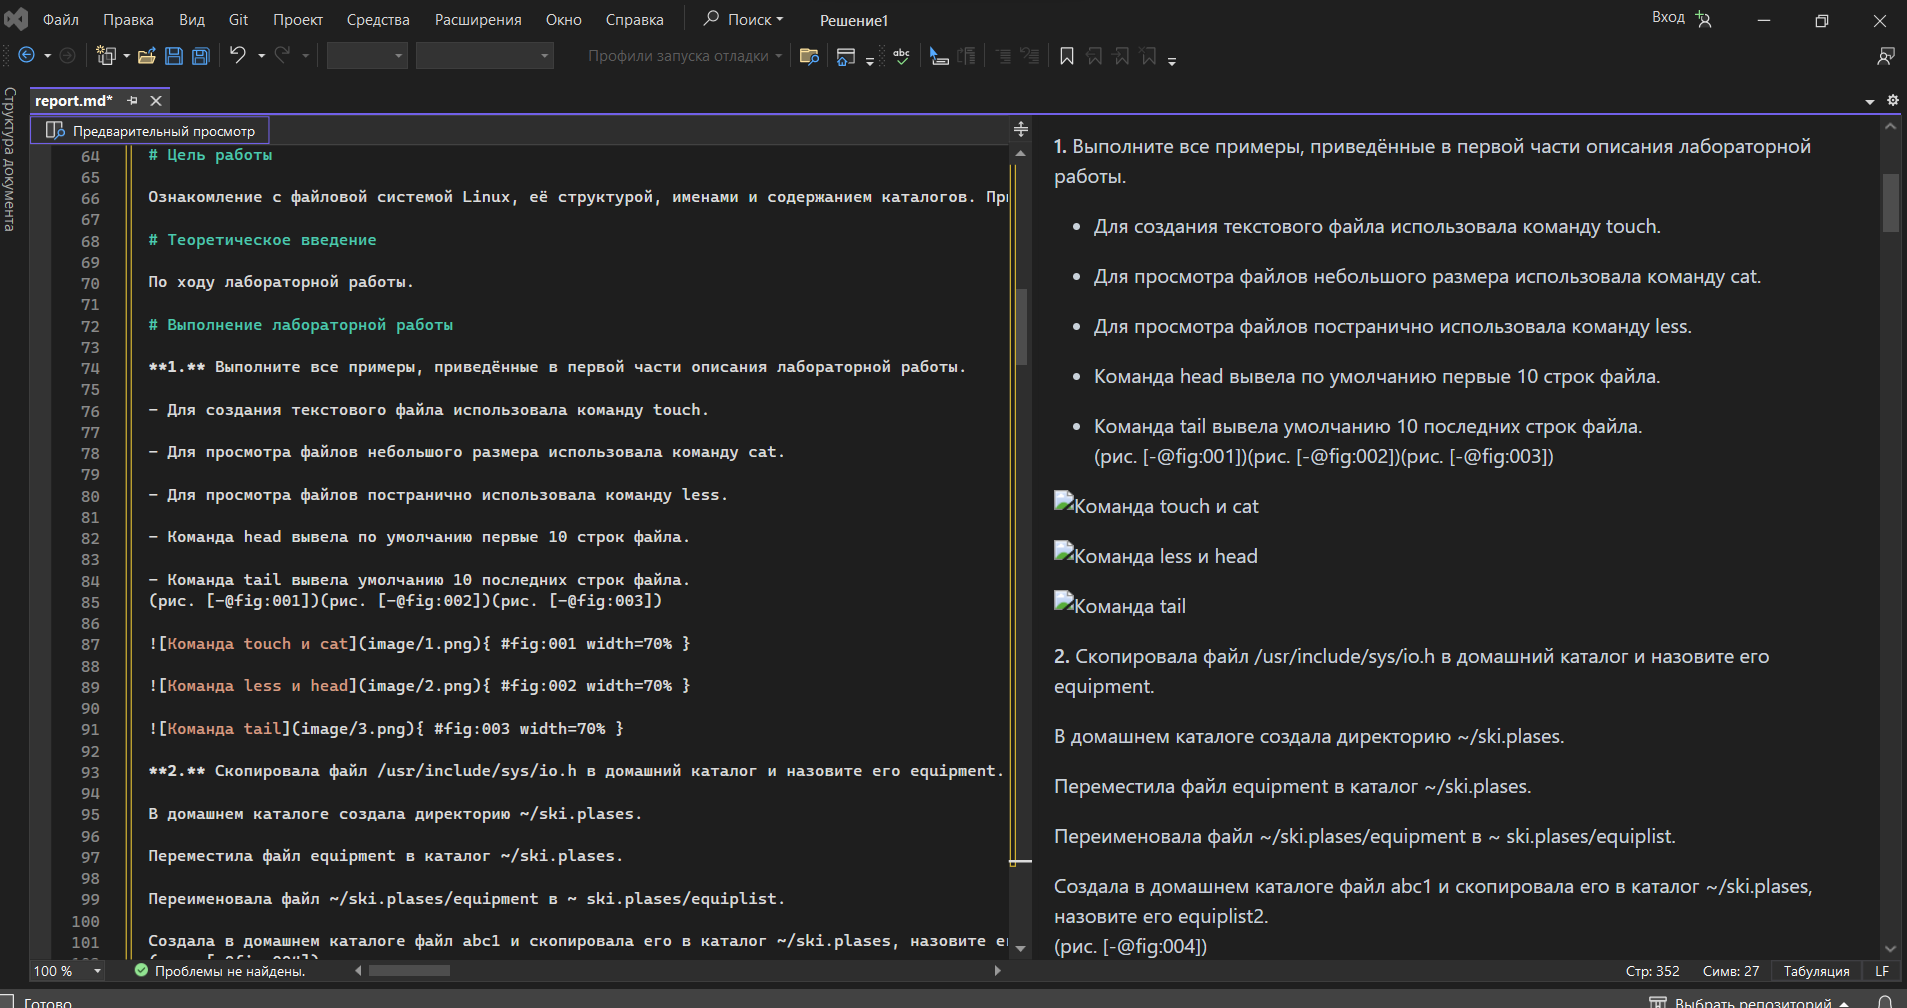 Файл Правка Вид Git Проект Средства Расширения Окно Справка Поиск Решение1 Вход
Профили запуска отладки
abc
Структура документа
report.md*
Предварительный просмотр
64 # Цель работы
65
66 Ознакомление с файловой системой Linux, её структурой, именами и содержанием каталогов.
67
68 # Теоретическое введение
69
70 По ходу лабораторной работы.
71
72 # Выполнение лабораторной работы
73
74 **1.** Выполните все примеры, приведённые в первой части описания лабораторной работы.
75
76 - Для создания текстового файла использовала команду touch.
77
78 - Для просмотра файлов небольшого размера использовала команду cat.
79
80 - Для просмотра файлов постранично использовала команду less.
81
82 - Команда head вывела по умолчанию первые 10 строк файла.
83
84 - Команда tail вывела умолчанию 10 последних строк файла.
85 (рис. [-@fig:001])(рис. [-@fig:002])(рис. [-@fig:003])
86
87 ![Команда touch и cat](image/1.png){ #fig:001 width=70% }
88
89 ![Команда less и head](image/2.png){ #fig:002 width=70% }
90
91 ![Команда tail](image/3.png){ #fig:003 width=70% }
92
93 **2.** Скопировала файл /usr/include/sys/io.h в домашний каталог и назовите его equipment.
94
95 В домашнем каталоге создала директорию ~/ski.plases.
96
97 Переместила файл equipment в каталог ~/ski.plases.
98
99 Переименовала файл ~/ski.plases/equipment в ~ ski.plases/equiplist.
100
101 Создала в домашнем каталоге файл abc1 и скопировала его в каталог ~/ski.plases, назовите
1. Выполните все примеры, приведённые в первой части описания лабораторной
работы.
• Для создания текстового файла использовала команду touch.
• Для просмотра файлов небольшого размера использовала команду cat.
• Для просмотра файлов постранично использовала команду less.
• Команда head вывела по умолчанию первые 10 строк файла.
• Команда tail вывела умолчанию 10 последних строк файла.
(рис. [-@fig:001])(рис. [-@fig:002])(рис. [-@fig:003])
Команда touch и cat
Команда less и head
Команда tail
2. Скопировала файл /usr/include/sys/io.h в домашний каталог и назовите его
equipment.
В домашнем каталоге создала директорию ~/ski.plases.
Переместила файл equipment в каталог ~/ski.plases.
Переименовала файл ~/ski.plases/equipment в ~ ski.plases/equiplist.
Создала в домашнем каталоге файл abc1 и скопировала его в каталог ~/ski.plases,
назовите его equiplist2.
(рис. [-@fig:004])
100 % Проблемы не найдены. Стр: 352 Симв: 27 Табуляция LF
Готово Выбрать репозиторий